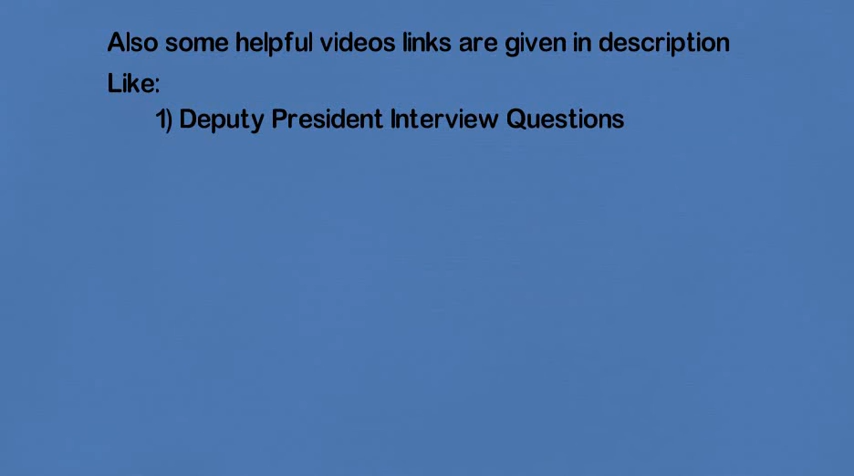 Also some helpful videos links are given in description
Like:
1) Deputy President Interview Questions